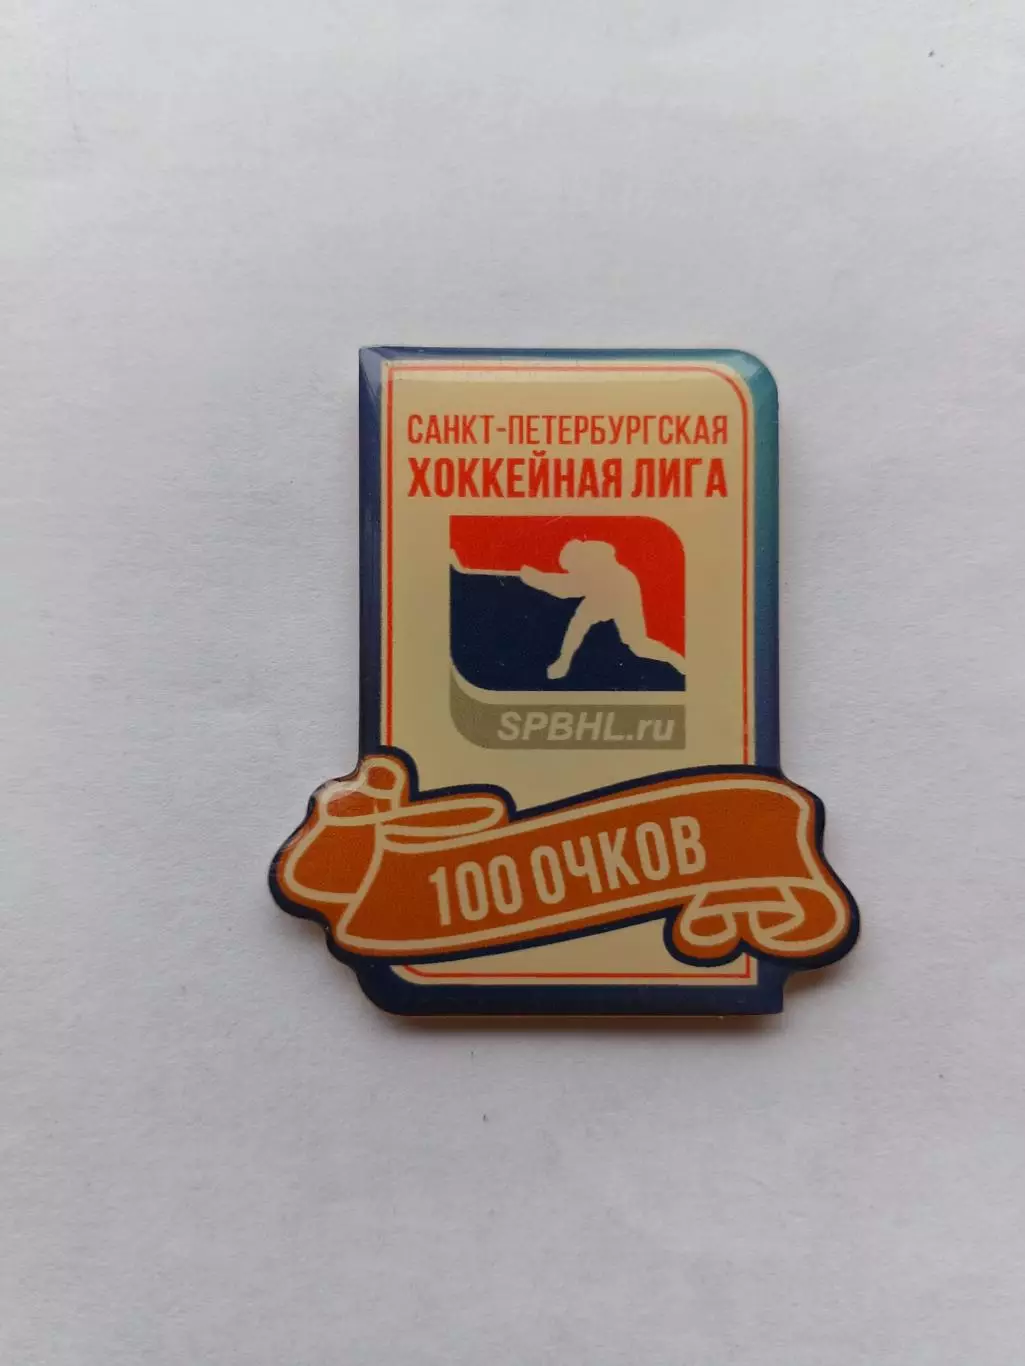 САНКТ-ПЕТЕРБУРГСКАЯ
ХОККЕЙНАЯ ЛИГА
SPBHL.ru
100 ОЧКОВ